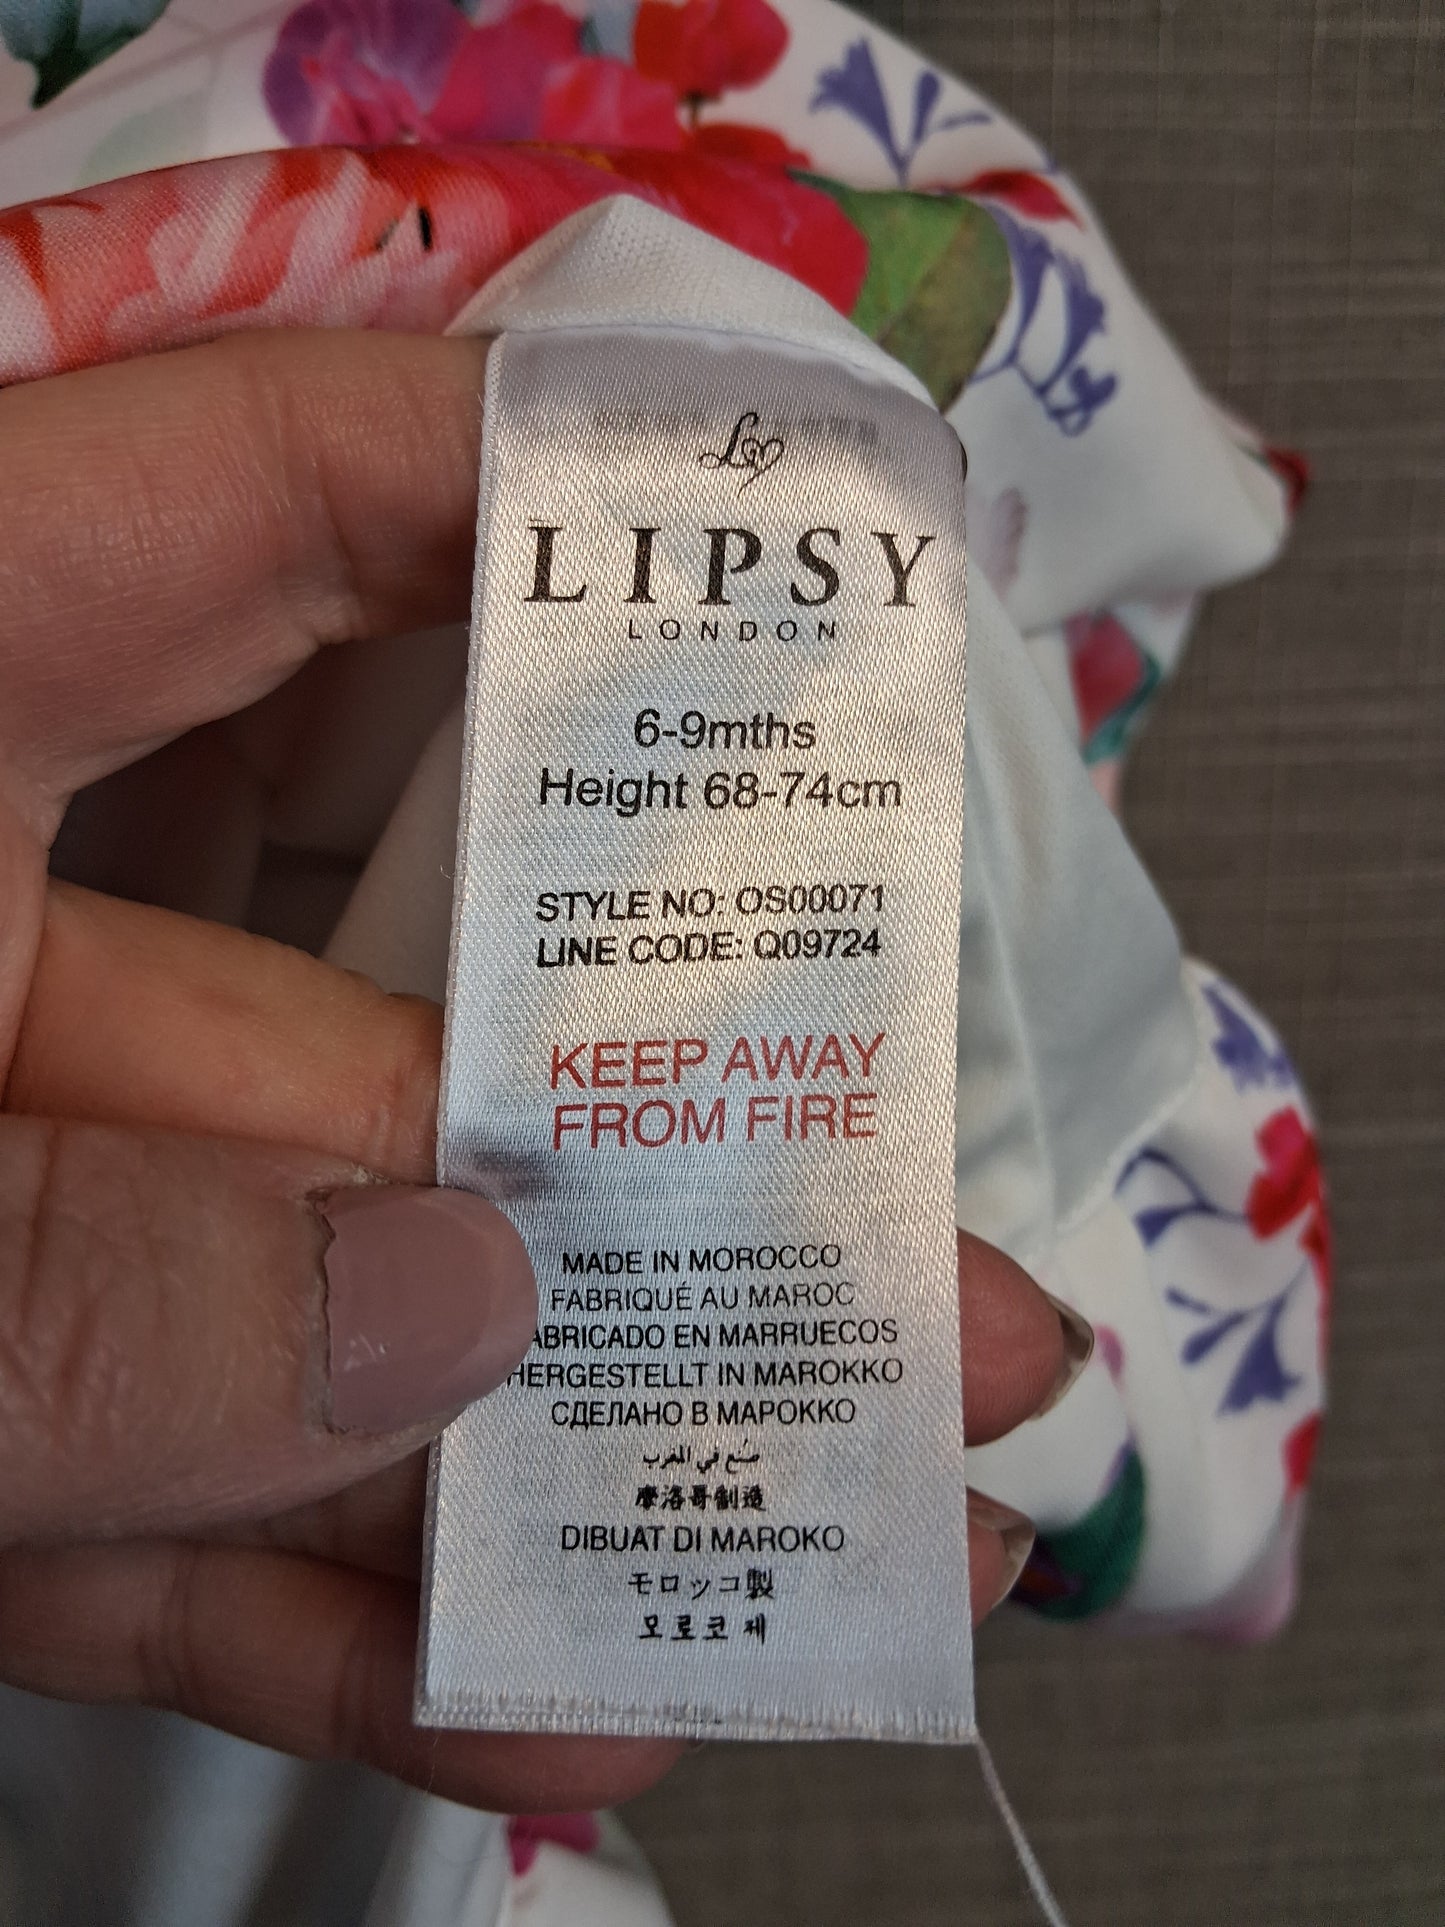 LIPSY
LONDON
6-9mths
Height 68-74cm
STYLE NO: OS00071
LINE CODE: Q09724
KEEP AWAY
FROM FIRE
MADE IN MOROCCO
FABRIQUÉ AU MAROC
ABRICADO EN MARRUECOS
HERGESTELLT IN MAROKKO
СДЕЛАНО В МАРОККО
صُنع في المغرب
摩洛哥制造
DIBUAT DI MAROKO
モロッコ製
모로코 제